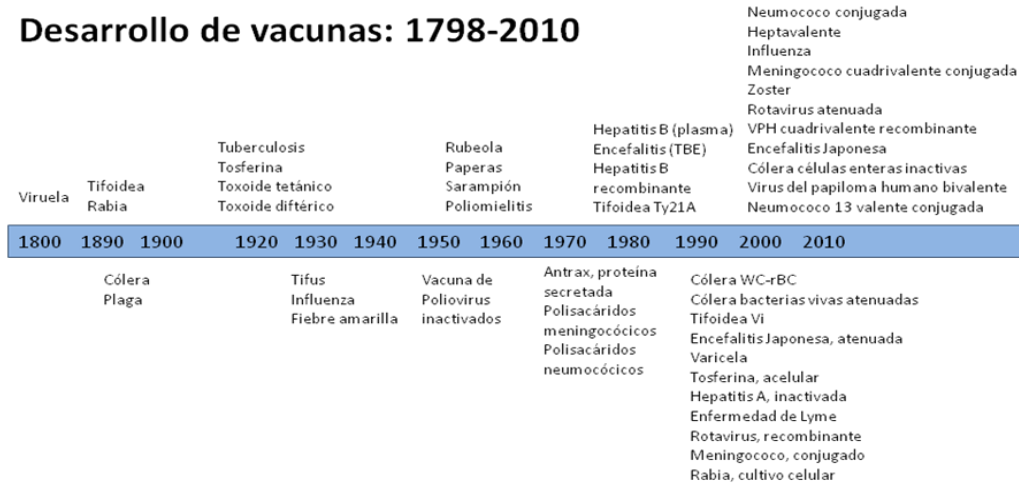 Desarrollo de vacunas: 1798-2010
Neumococo conjugada
Heptavalente
Influenza
Meningococo cuadrivalente conjugada
Zoster
Rotavirus atenuada
VPH cuadrivalente recombinante
Encefalitis Japonesa
Cólera células enteras inactivas
Virus del papiloma humano bivalente
Neumococo 13 valente conjugada
Hepatitis B (plasma)
Encefalitis (TBE)
Hepatitis B
recombinante
Tifoidea Ty21A
Rubeola
Paperas
Sarampión
Poliomielitis
Tuberculosis
Tosferina
Toxoide tetánico
Toxoide diftérico
Tifoidea
Rabia
Viruela
1800 1890 1900 1920 1930 1940 1950 1960 1970 1980 1990 2000 2010
Cólera
Plaga
Tifus
Influenza
Fiebre amarilla
Vacuna de
Poliovirus
inactivados
Antrax, proteína
secretada
Polisacáridos
meningocócicos
Polisacáridos
neumocócicos
Cólera WC-rBC
Cólera bacterias vivas atenuadas
Tifoidea Vi
Encefalitis Japonesa, atenuada
Varicela
Tosferina, acelular
Hepatitis A, inactivada
Enfermedad de Lyme
Rotavirus, recombinante
Meningococo, conjugado
Rabia, cultivo celular